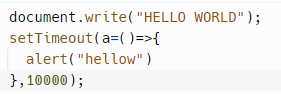 document.write("HELLO WORLD");
setTimeout(a=()=>{
  alert("hellow")
},10000);